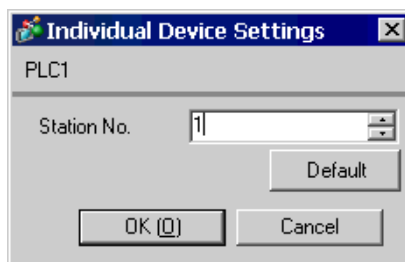 Individual Device Settings
PLC1
Station No. 1
Default
OK (O) Cancel